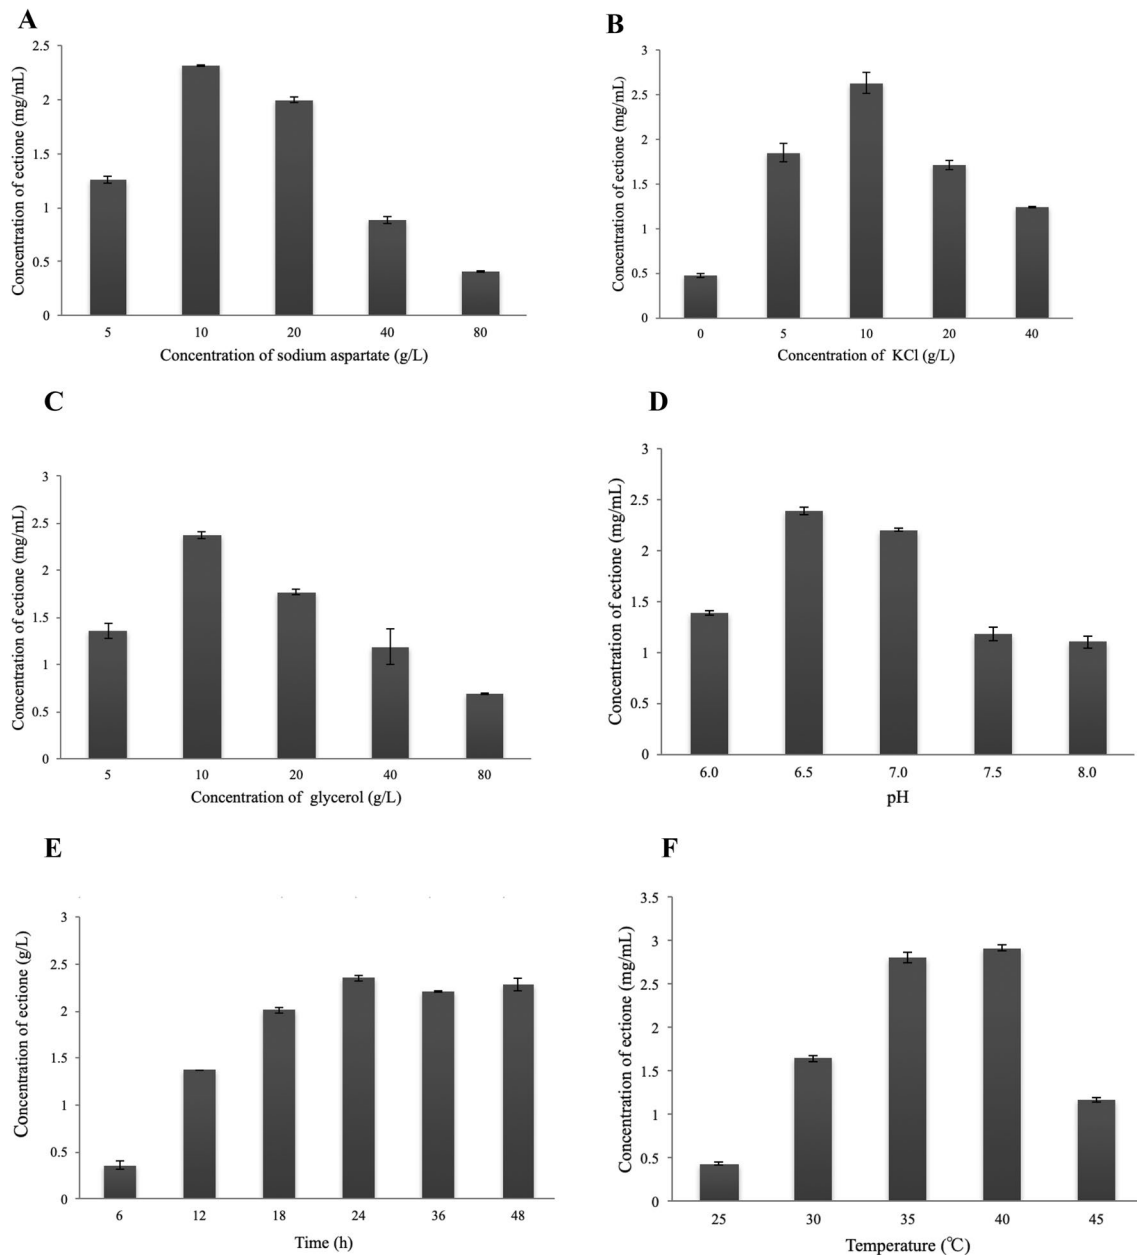 A
Concentration of ectione (mg/mL)
2.5
2
1.5
1
0.5
0
5 10 20 40 80
Concentration of sodium aspartate (g/L)
B
Concentration of ectione (mg/mL)
3
2.5
2
1.5
1
0.5
0
0 5 10 20 40
Concentration of KCl (g/L)
C
Concentration of ectione (mg/mL)
3
2.5
2
1.5
1
0.5
0
5 10 20 40 80
Concentration of glycerol (g/L)
D
Concentration of ectione (mg/mL)
3
2.5
2
1.5
1
0.5
0
6.0 6.5 7.0 7.5 8.0
pH
E
Concentration of ectione (g/L)
3
2.5
2
1.5
1
0.5
0
6 12 18 24 36 48
Time (h)
F
Concentration of ectione (mg/mL)
3.5
3
2.5
2
1.5
1
0.5
0
25 30 35 40 45
Temperature (℃)